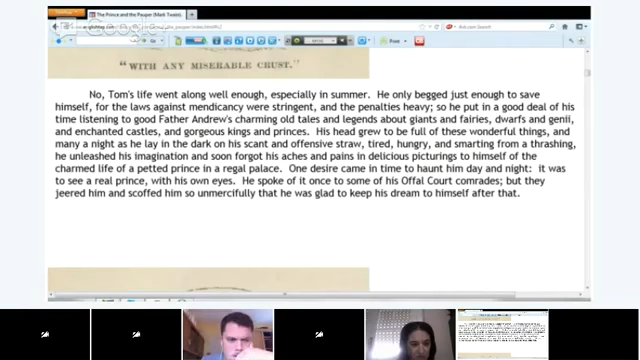 The Prince and the Pauper (Mark Twain)
Google
"WITH ANY MISERABLE CRUST."
No, Tom's life went along well enough, especially in summer. He only begged just enough to save
himself, for the laws against mendicancy were stringent, and the penalties heavy; so he put in a good deal of his
time listening to good Father Andrew's charming old tales and legends about giants and fairies, dwarfs and genii,
and enchanted castles, and gorgeous kings and princes. His head grew to be full of these wonderful things, and
many a night as he lay in the dark on his scant and offensive straw, tired, hungry, and smarting from a thrashing,
he unleashed his imagination and soon forgot his aches and pains in delicious picturings to himself of the
charmed life of a petted prince in a regal palace. One desire came in time to haunt him day and night: it was
to see a real prince, with his own eyes. He spoke of it once to some of his Offal Court comrades; but they
jeered him and scoffed him so unmercifully that he was glad to keep his dream to himself after that.